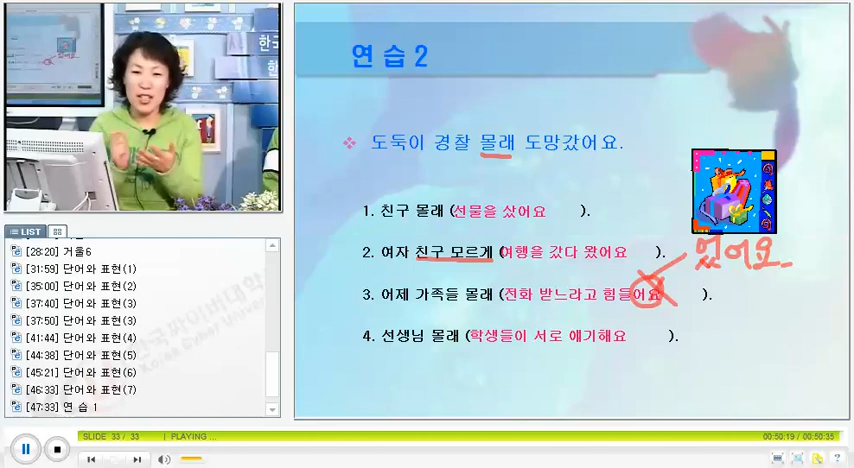 연 습 2
❖ 도둑이 경찰 몰래 도망갔어요.
1. 친구 몰래 (선물을 샀어요 ).
2. 여자 친구 모르게 (여행을 갔다 왔어요 ).
었어요
3. 어제 가족들 몰래 (전화 받느라고 힘들어요 ).
4. 선생님 몰래 (학생들이 서로 얘기해요 ).
LIST
[28:20] 거울6
[31:59] 단어와 표현(1)
[35:00] 단어와 표현(2)
[37:40] 단어와 표현(3)
[37:50] 단어와 표현(3)
[41:44] 단어와 표현(4)
[44:38] 단어와 표현(5)
[45:21] 단어와 표현(6)
[46:33] 단어와 표현(7)
[47:33] 연 습 1
SLIDE 33 / 33 | PLAYING ...
00:50:19 / 00:50:35